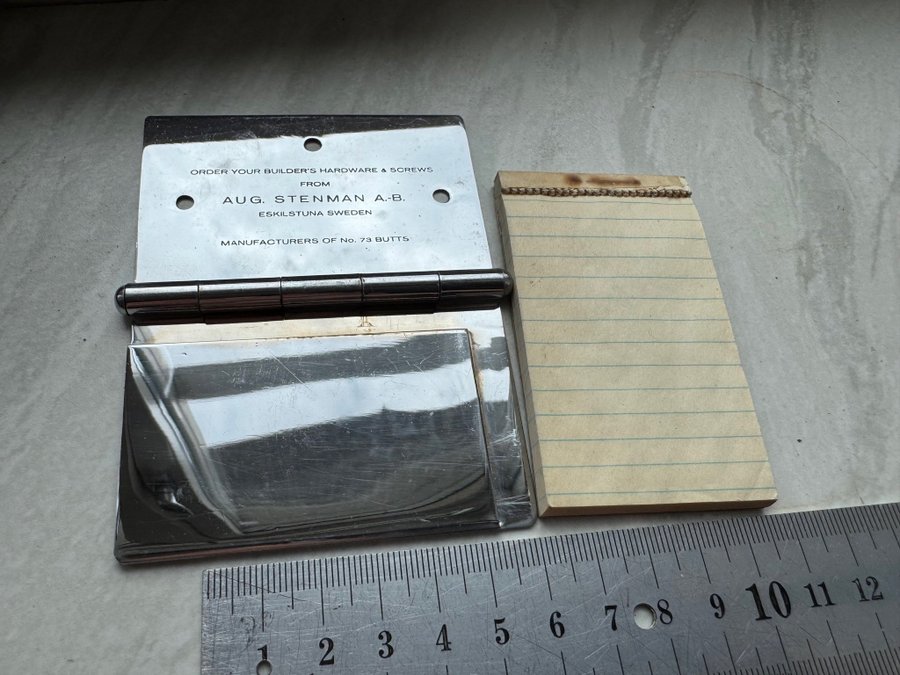 ORDER YOUR BUILDER'S HARDWARE & SCREWS
FROM
AUG. STENMAN A.-B.
ESKILSTUNA SWEDEN
MANUFACTURERS OF No. 73 BUTTS
1 2 3 4 5 6 7 8 9 10 11 12